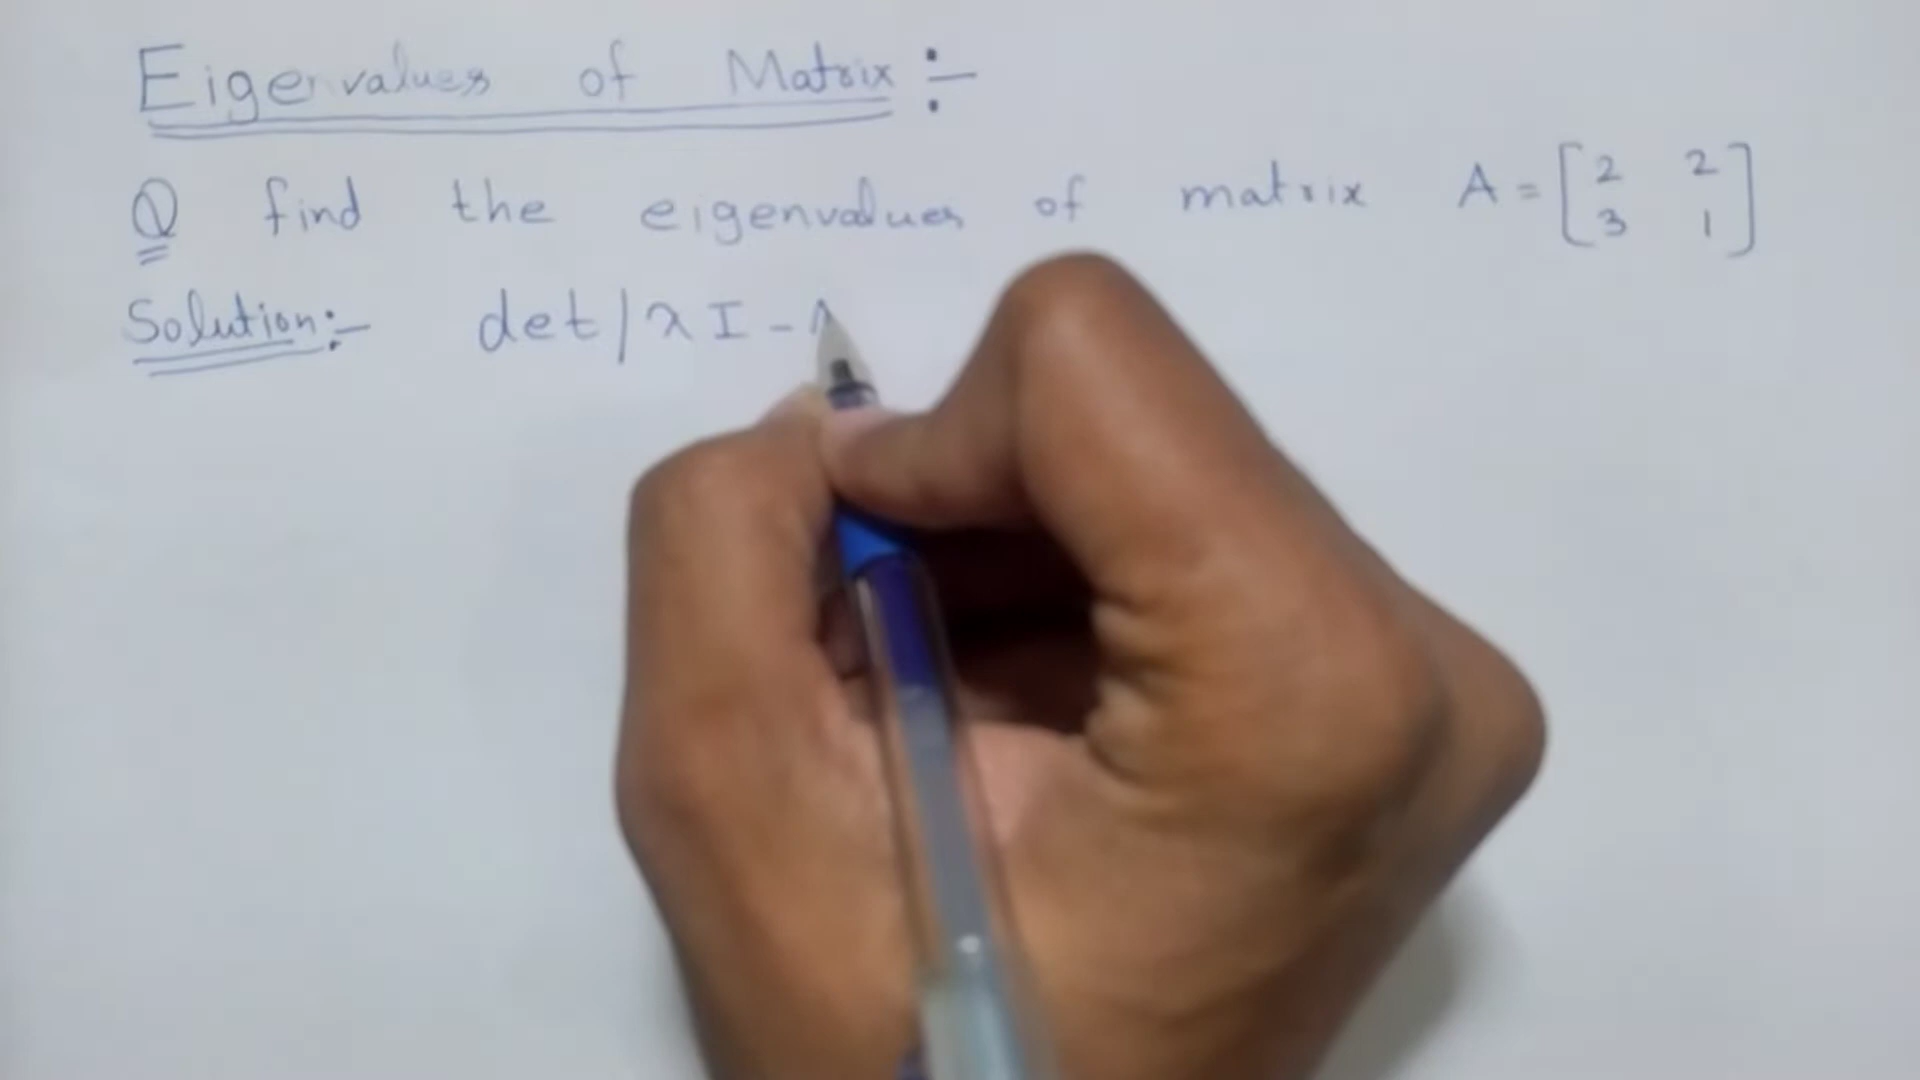 Eigenvalues of Matrix :-
Q find the eigenvalues of matrix A = [2 2
3 1]
Solution:- det|λI-A